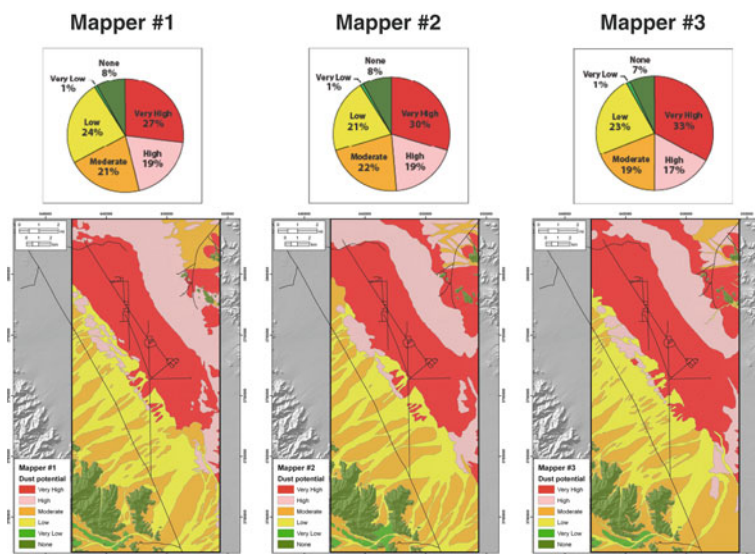 Mapper #1
Mapper #2
Mapper #3
None
8%
Very Low
1%
Very High
27%
Low
24%
High
19%
Moderate
21%
None
8%
Very Low
1%
Very High
30%
Low
21%
High
19%
Moderate
22%
None
7%
Very Low
1%
Very High
33%
Low
23%
High
17%
Moderate
19%
Mapper #1
Dust potential
Very High
High
Moderate
Low
Very Low
None
Mapper #2
Dust potential
Very High
High
Moderate
Low
Very Low
None
Mapper #3
Dust potential
Very High
High
Moderate
Low
Very Low
None